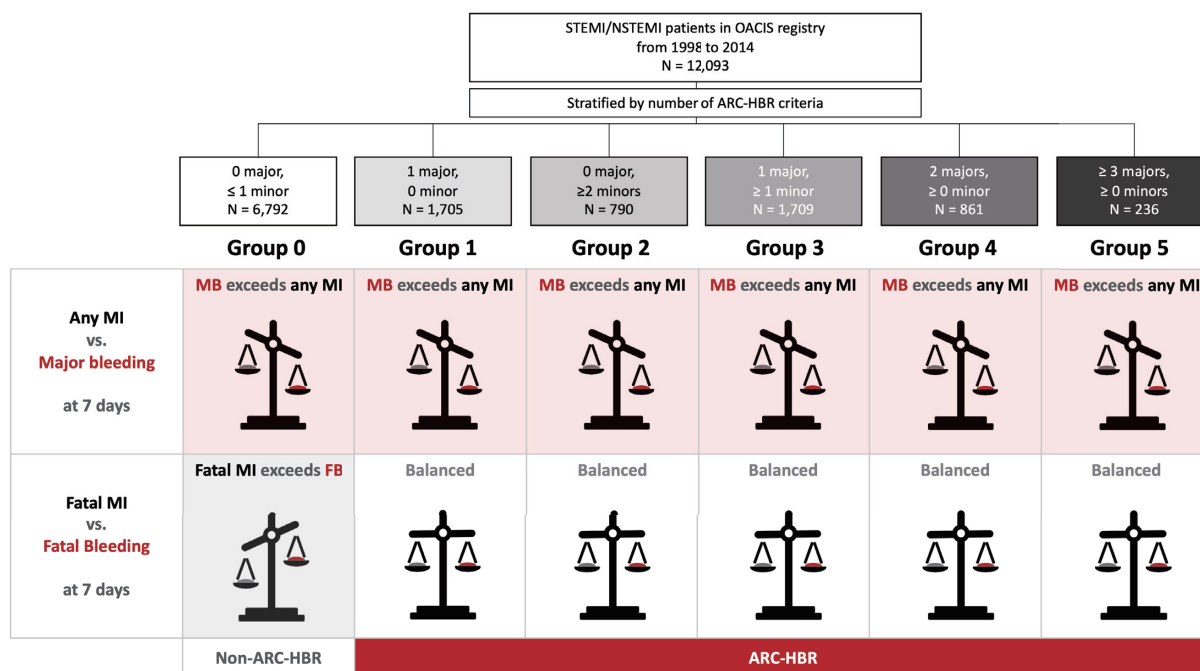 STEMI/NSTEMI patients in OACIS registry
from 1998 to 2014
N = 12,093
Stratified by number of ARC-HBR criteria
0 major,
≤ 1 minor
N = 6,792
1 major,
0 minor
N = 1,705
0 major,
≥2 minors
N = 790
1 major,
≥ 1 minor
N = 1,709
2 majors,
≥ 0 minor
N = 861
≥ 3 majors,
≥ 0 minors
N = 236
Group 0
Group 1
Group 2
Group 3
Group 4
Group 5
Any MI
vs.
Major bleeding
at 7 days
MB exceeds any MI
MB exceeds any MI
MB exceeds any MI
MB exceeds any MI
MB exceeds any MI
MB exceeds any MI
Fatal MI
vs.
Fatal Bleeding
at 7 days
Fatal MI exceeds FB
Balanced
Balanced
Balanced
Balanced
Balanced
Non-ARC-HBR
ARC-HBR